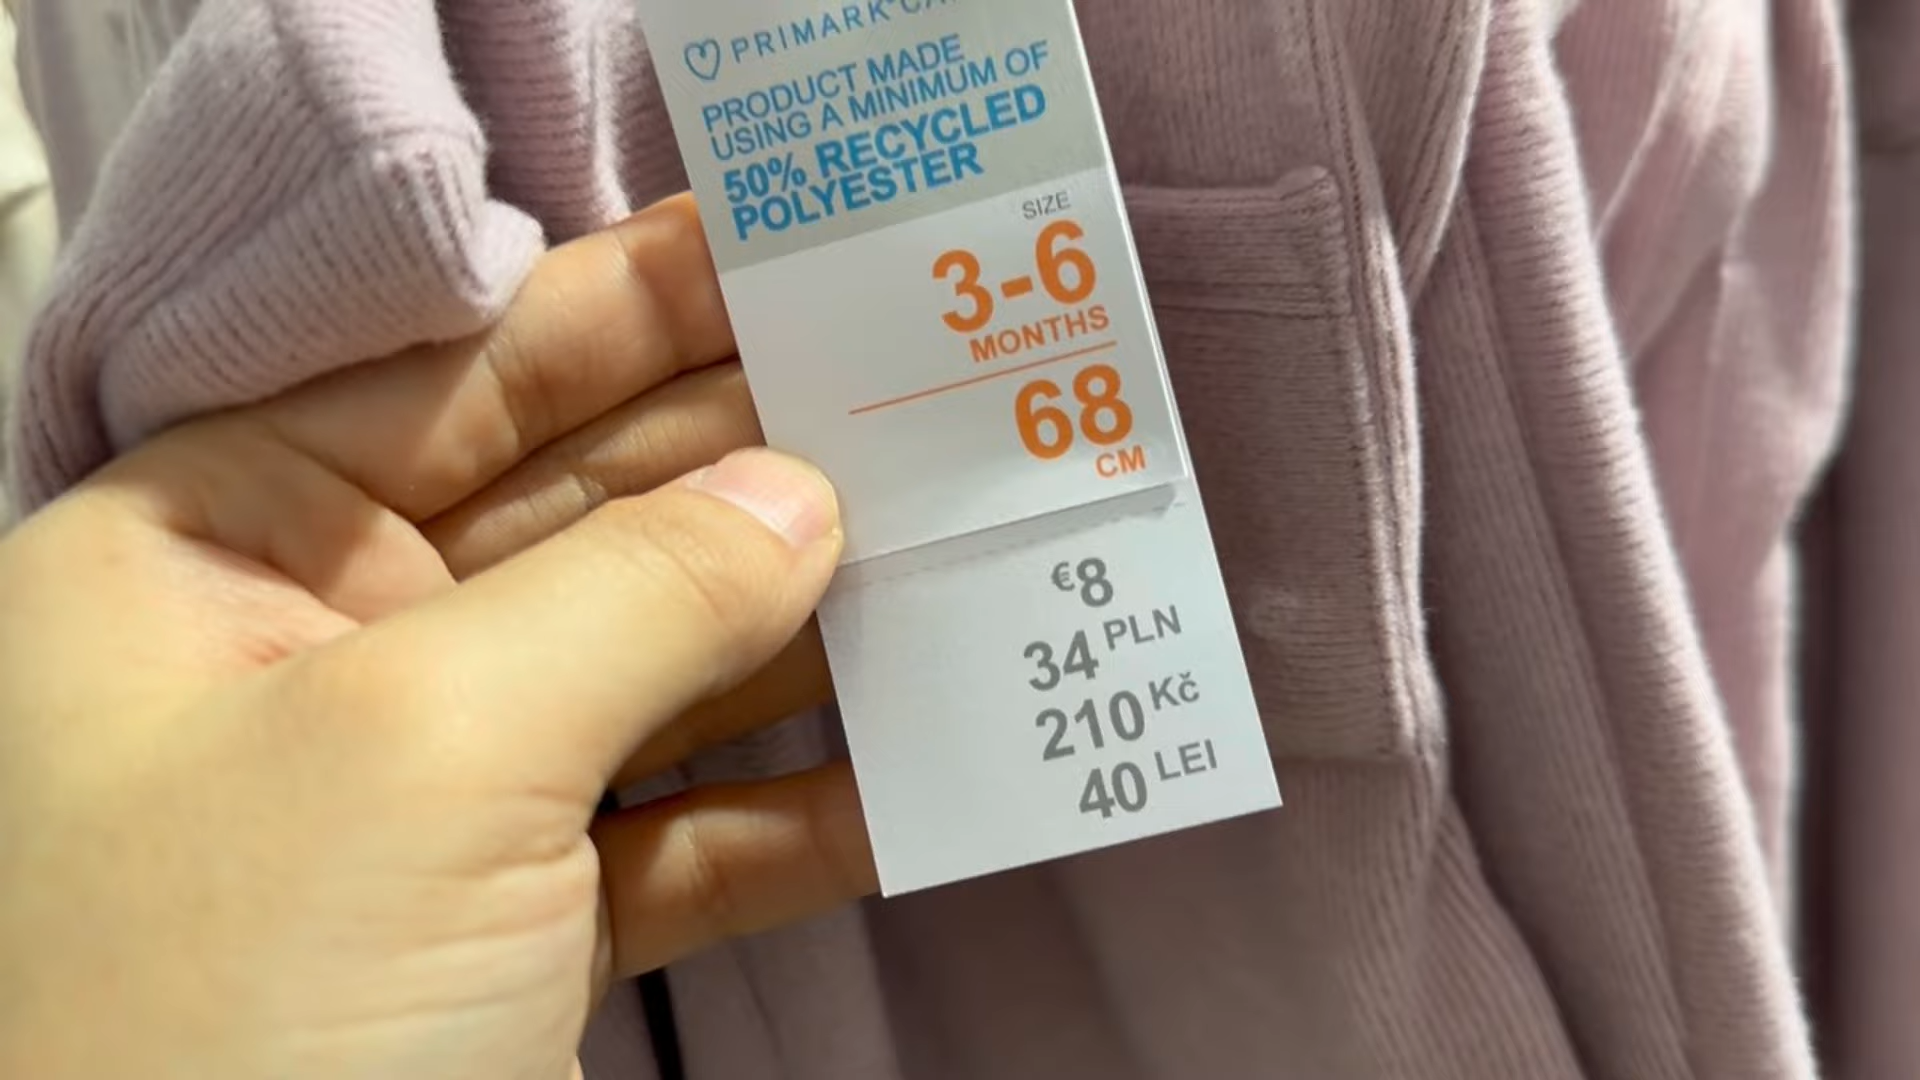 PRIMARK
PRODUCT MADE
USING A MINIMUM OF
50% RECYCLED
POLYESTER
SIZE
3-6
MONTHS
68
CM
€8
34 PLN
210 Kč
40 LEI